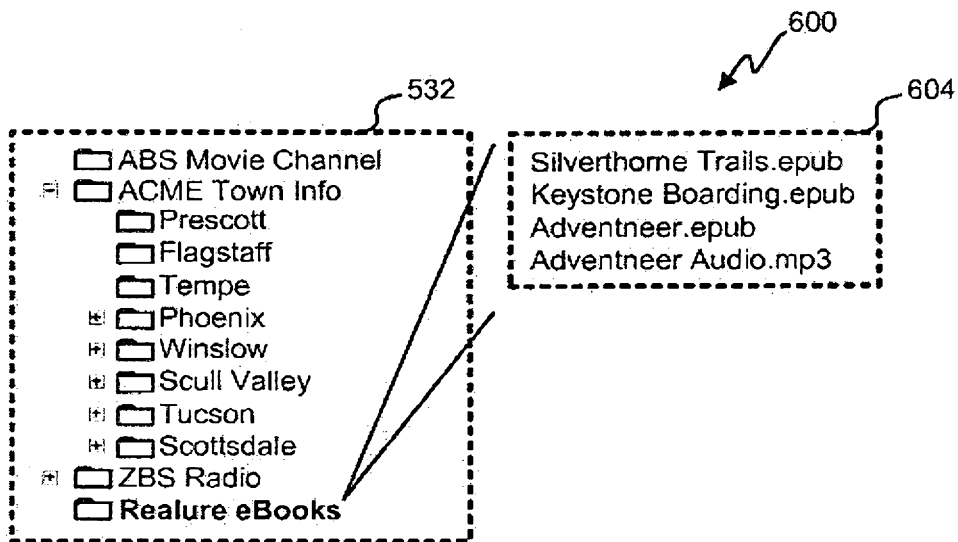 600
532
604
ABS Movie Channel
ACME Town Info
Prescott
Flagstaff
Tempe
Phoenix
Winslow
Scull Valley
Tucson
Scottsdale
ZBS Radio
Realure eBooks
Silverthorne Trails.epub
Keystone Boarding.epub
Adventneer.epub
Adventneer Audio.mp3